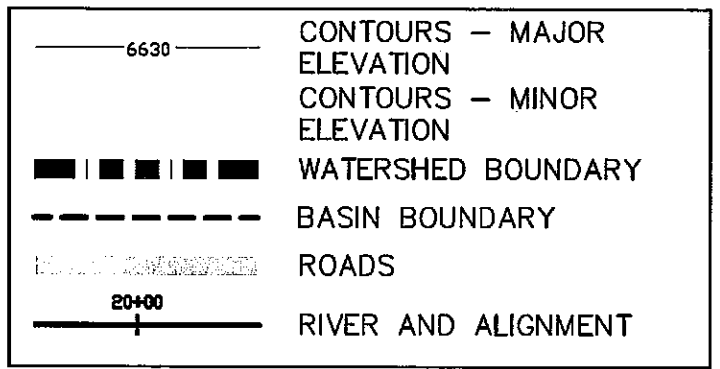 6630
CONTOURS – MAJOR
ELEVATION
CONTOURS – MINOR
ELEVATION
WATERSHED BOUNDARY
BASIN BOUNDARY
ROADS
20+00
RIVER AND ALIGNMENT